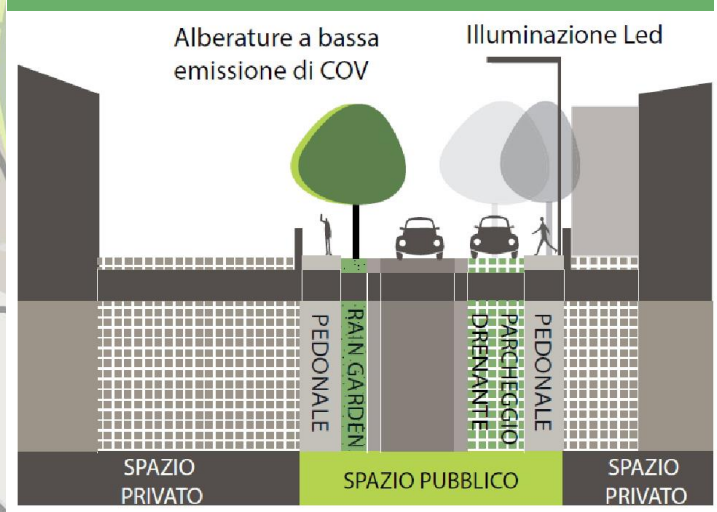 Alberature a bassa
emissione di COV
Illuminazione Led
PEDONALE
RAIN GARDEN
PARCHEGGIO
DRENANTE
PEDONALE
SPAZIO
PRIVATO
SPAZIO PUBBLICO
SPAZIO
PRIVATO